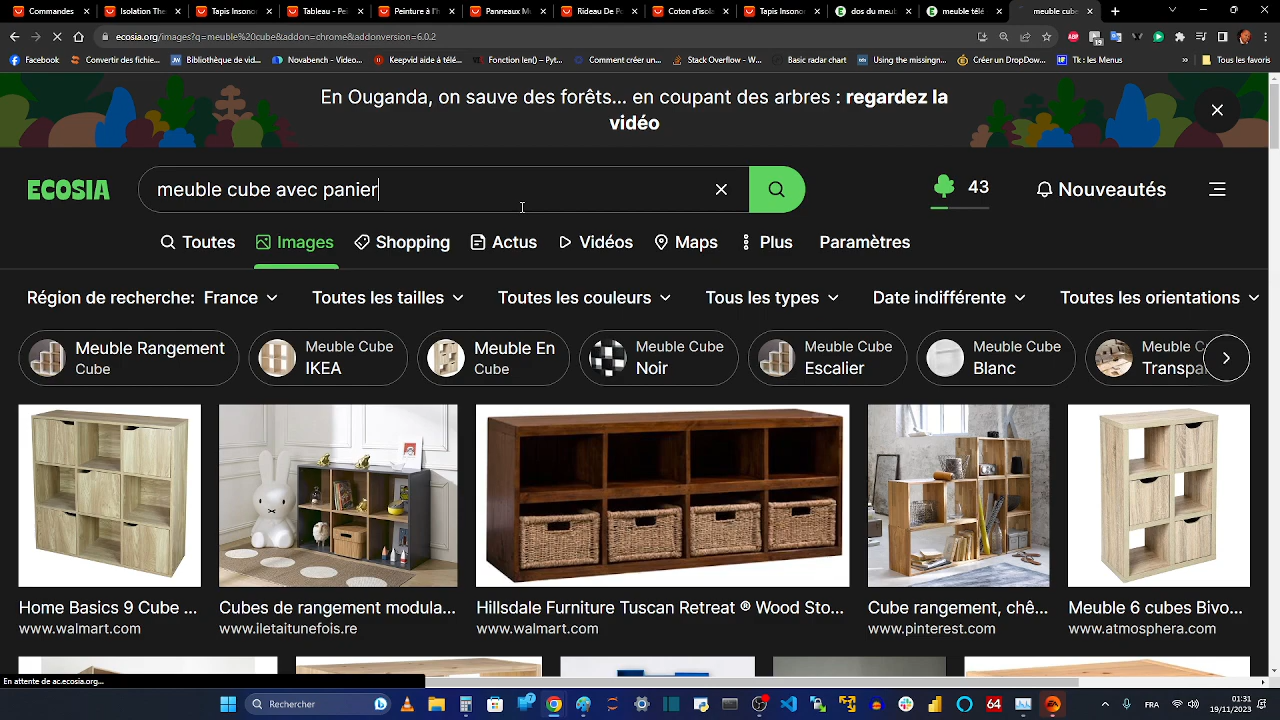 Commandes
Isolation The
Tapis Insono
Tableau - Pe
Peinture à l'h
Panneaux M
Rideau De Po
Coton d'isola
Tapis Insono
dos du meub
meuble télé
meuble cube
ecosia.org/images?q=meuble%20cube&addon=chrome&addonversion=6.0.2
Facebook
Convertir des fichie...
Bibliothèque de vid...
Novabench - Video...
Keepvid aidé à télé...
Fonction len() – Pyt...
Comment créer un...
Stack Overflow - W...
Basic radar chart
Using the missingn...
Créer un DropDow...
Tk : les Menus
»
Tous les favoris
En Ouganda, on sauve des forêts... en coupant des arbres : regardez la
vidéo
ECOSIA
meuble cube avec panier
43
Nouveautés
Toutes
Images
Shopping
Actus
Vidéos
Maps
Plus
Paramètres
Région de recherche: France
Toutes les tailles
Toutes les couleurs
Tous les types
Date indifférente
Toutes les orientations
Meuble Rangement
Cube
Meuble Cube
IKEA
Meuble En
Cube
Meuble Cube
Noir
Meuble Cube
Escalier
Meuble Cube
Blanc
Meuble C
Transpa
Home Basics 9 Cube ...
www.walmart.com
Cubes de rangement modula...
www.iletaitunefois.re
Hillsdale Furniture Tuscan Retreat ® Wood Sto...
www.walmart.com
Cube rangement, chê...
www.pinterest.com
Meuble 6 cubes Bivo...
www.atmosphera.com
En attente de ac.ecosia.org...
Rechercher
FRA
01:31
19/11/2023